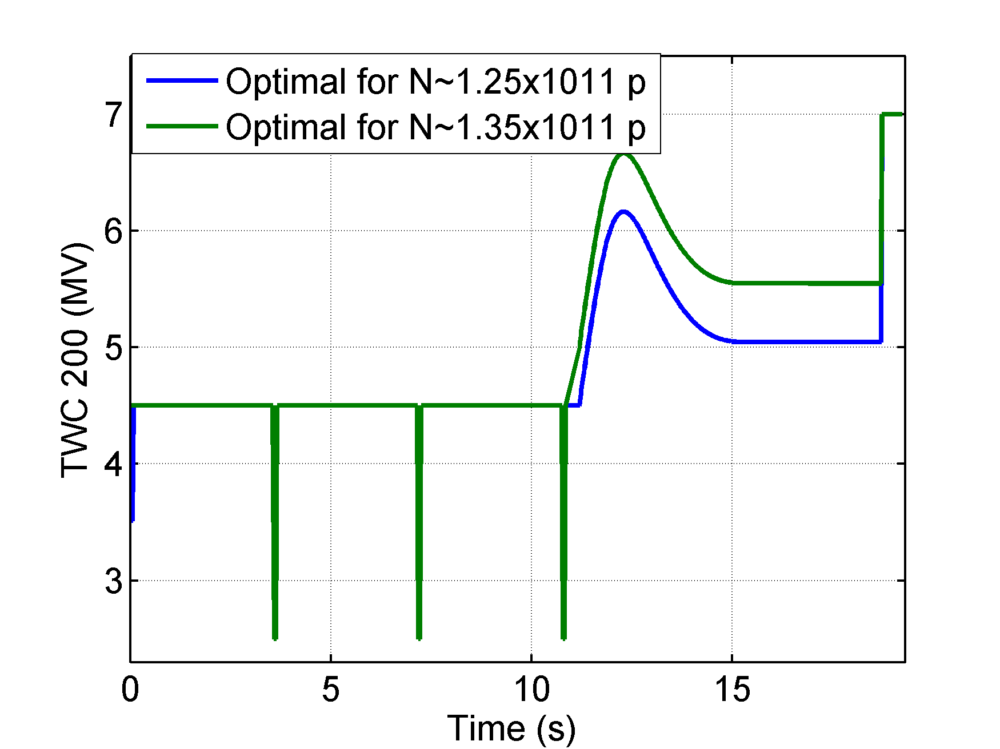 Optimal for N~1.25x1011 p
Optimal for N~1.35x1011 p
7
6
5
4
3
TWC 200 (MV)
0 5 10 15
Time (s)